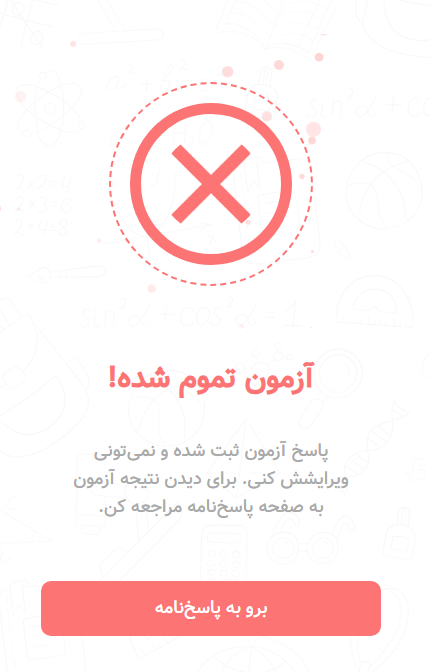 آزمون تموم شده!
پاسخ آزمون ثبت شده و نمی‌تونی
ویرایشش کنی. برای دیدن نتیجه آزمون
به صفحه پاسخ‌نامه مراجعه کن.
برو به پاسخ‌نامه